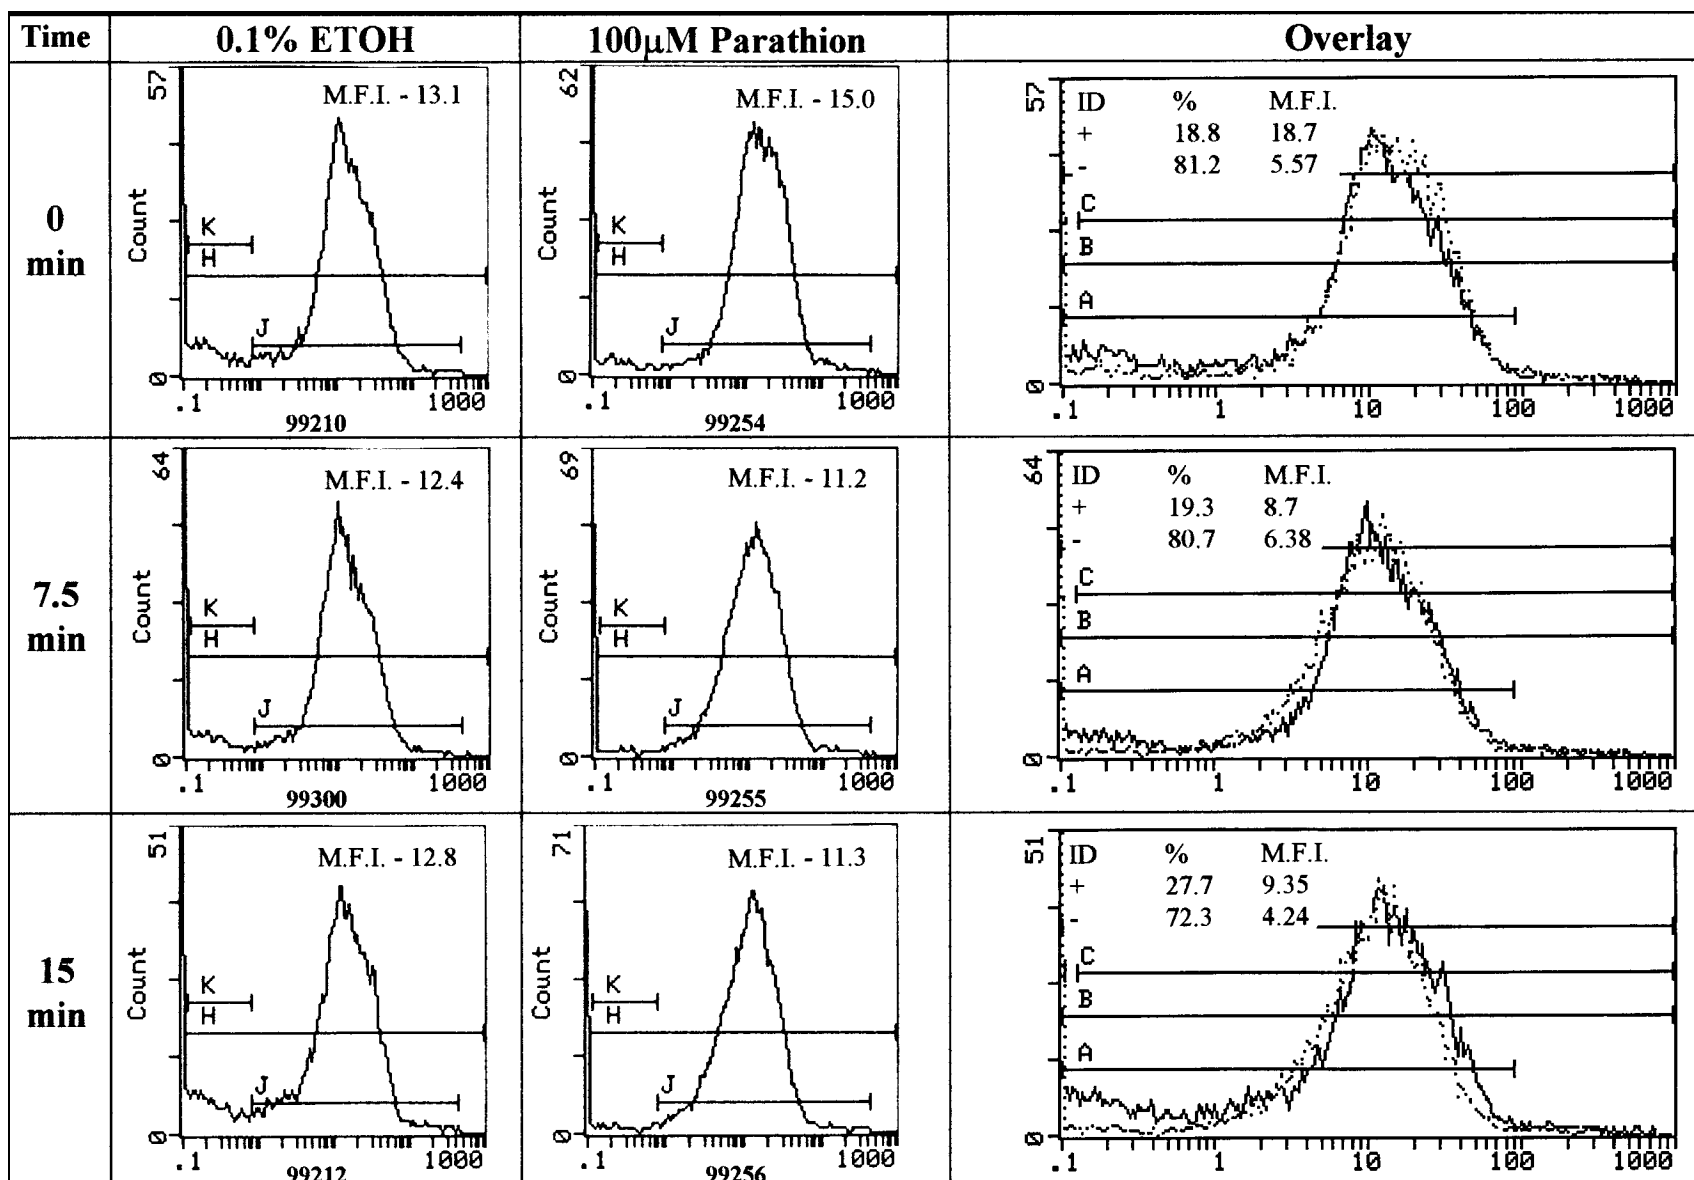 Time 0.1% ETOH 100µM Parathion Overlay
0 min
57
M.F.I. - 13.1
Count
K
H
J
0
.1 1000
99210
62
M.F.I. - 15.0
K
H
J
0
.1 1000
99254
57
ID % M.F.I.
+ 18.8 18.7
- 81.2 5.57
C
B
A
0
.1 1 10 100 1000
7.5 min
64
M.F.I. - 12.4
Count
K
H
J
0
.1 1000
99300
69
M.F.I. - 11.2
Count
K
H
J
0
.1 1000
99255
64
ID % M.F.I.
+ 19.3 8.7
- 80.7 6.38
C
B
A
0
.1 1 10 100 1000
15 min
51
M.F.I. - 12.8
Count
K
H
J
0
.1 1000
99212
71
M.F.I. - 11.3
Count
K
H
J
0
.1 1000
99256
51
ID % M.F.I.
+ 27.7 9.35
- 72.3 4.24
C
B
A
0
.1 1 10 100 1000